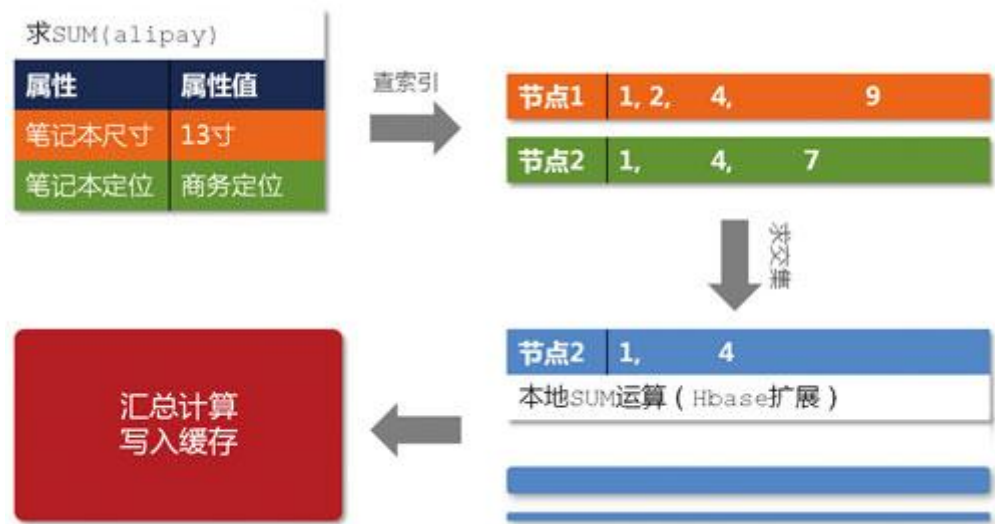 求SUM(alipay)
属性 属性值
笔记本尺寸 13寸
笔记本定位 商务定位
查索引
节点1 1, 2, 4, 9
节点2 1, 4, 7
求交集
节点2 1, 4
本地SUM运算（Hbase扩展）
汇总计算
写入缓存